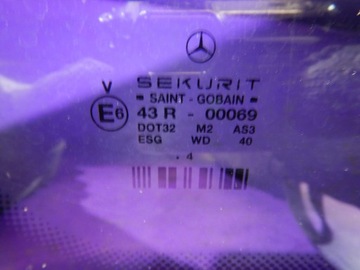 SEKURIT
V
= SAINT - GOBAIN =
E6 43 R - 00069
DOT32 M2 AS3
ESG WD 40
. 4